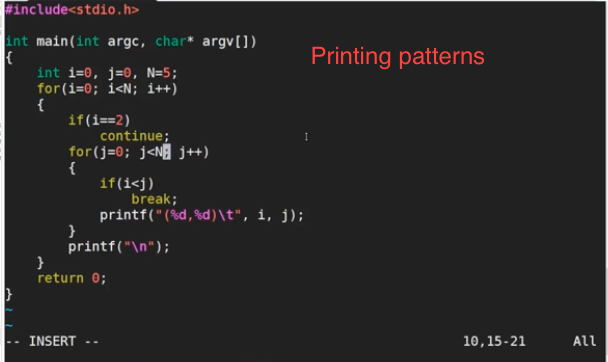 #include<stdio.h>
int main(int argc, char* argv[])
Printing patterns
{
    int i=0, j=0, N=5;
    for(i=0; i<N; i++)
    {
        if(i==2)
            continue;
        for(j=0; j<N; j++)
        {
            if(i<j)
                break;
            printf("(%d,%d)\t", i, j);
        }
        printf("\n");
    }
    return 0;
}
~
~
-- INSERT -- 10,15-21 All